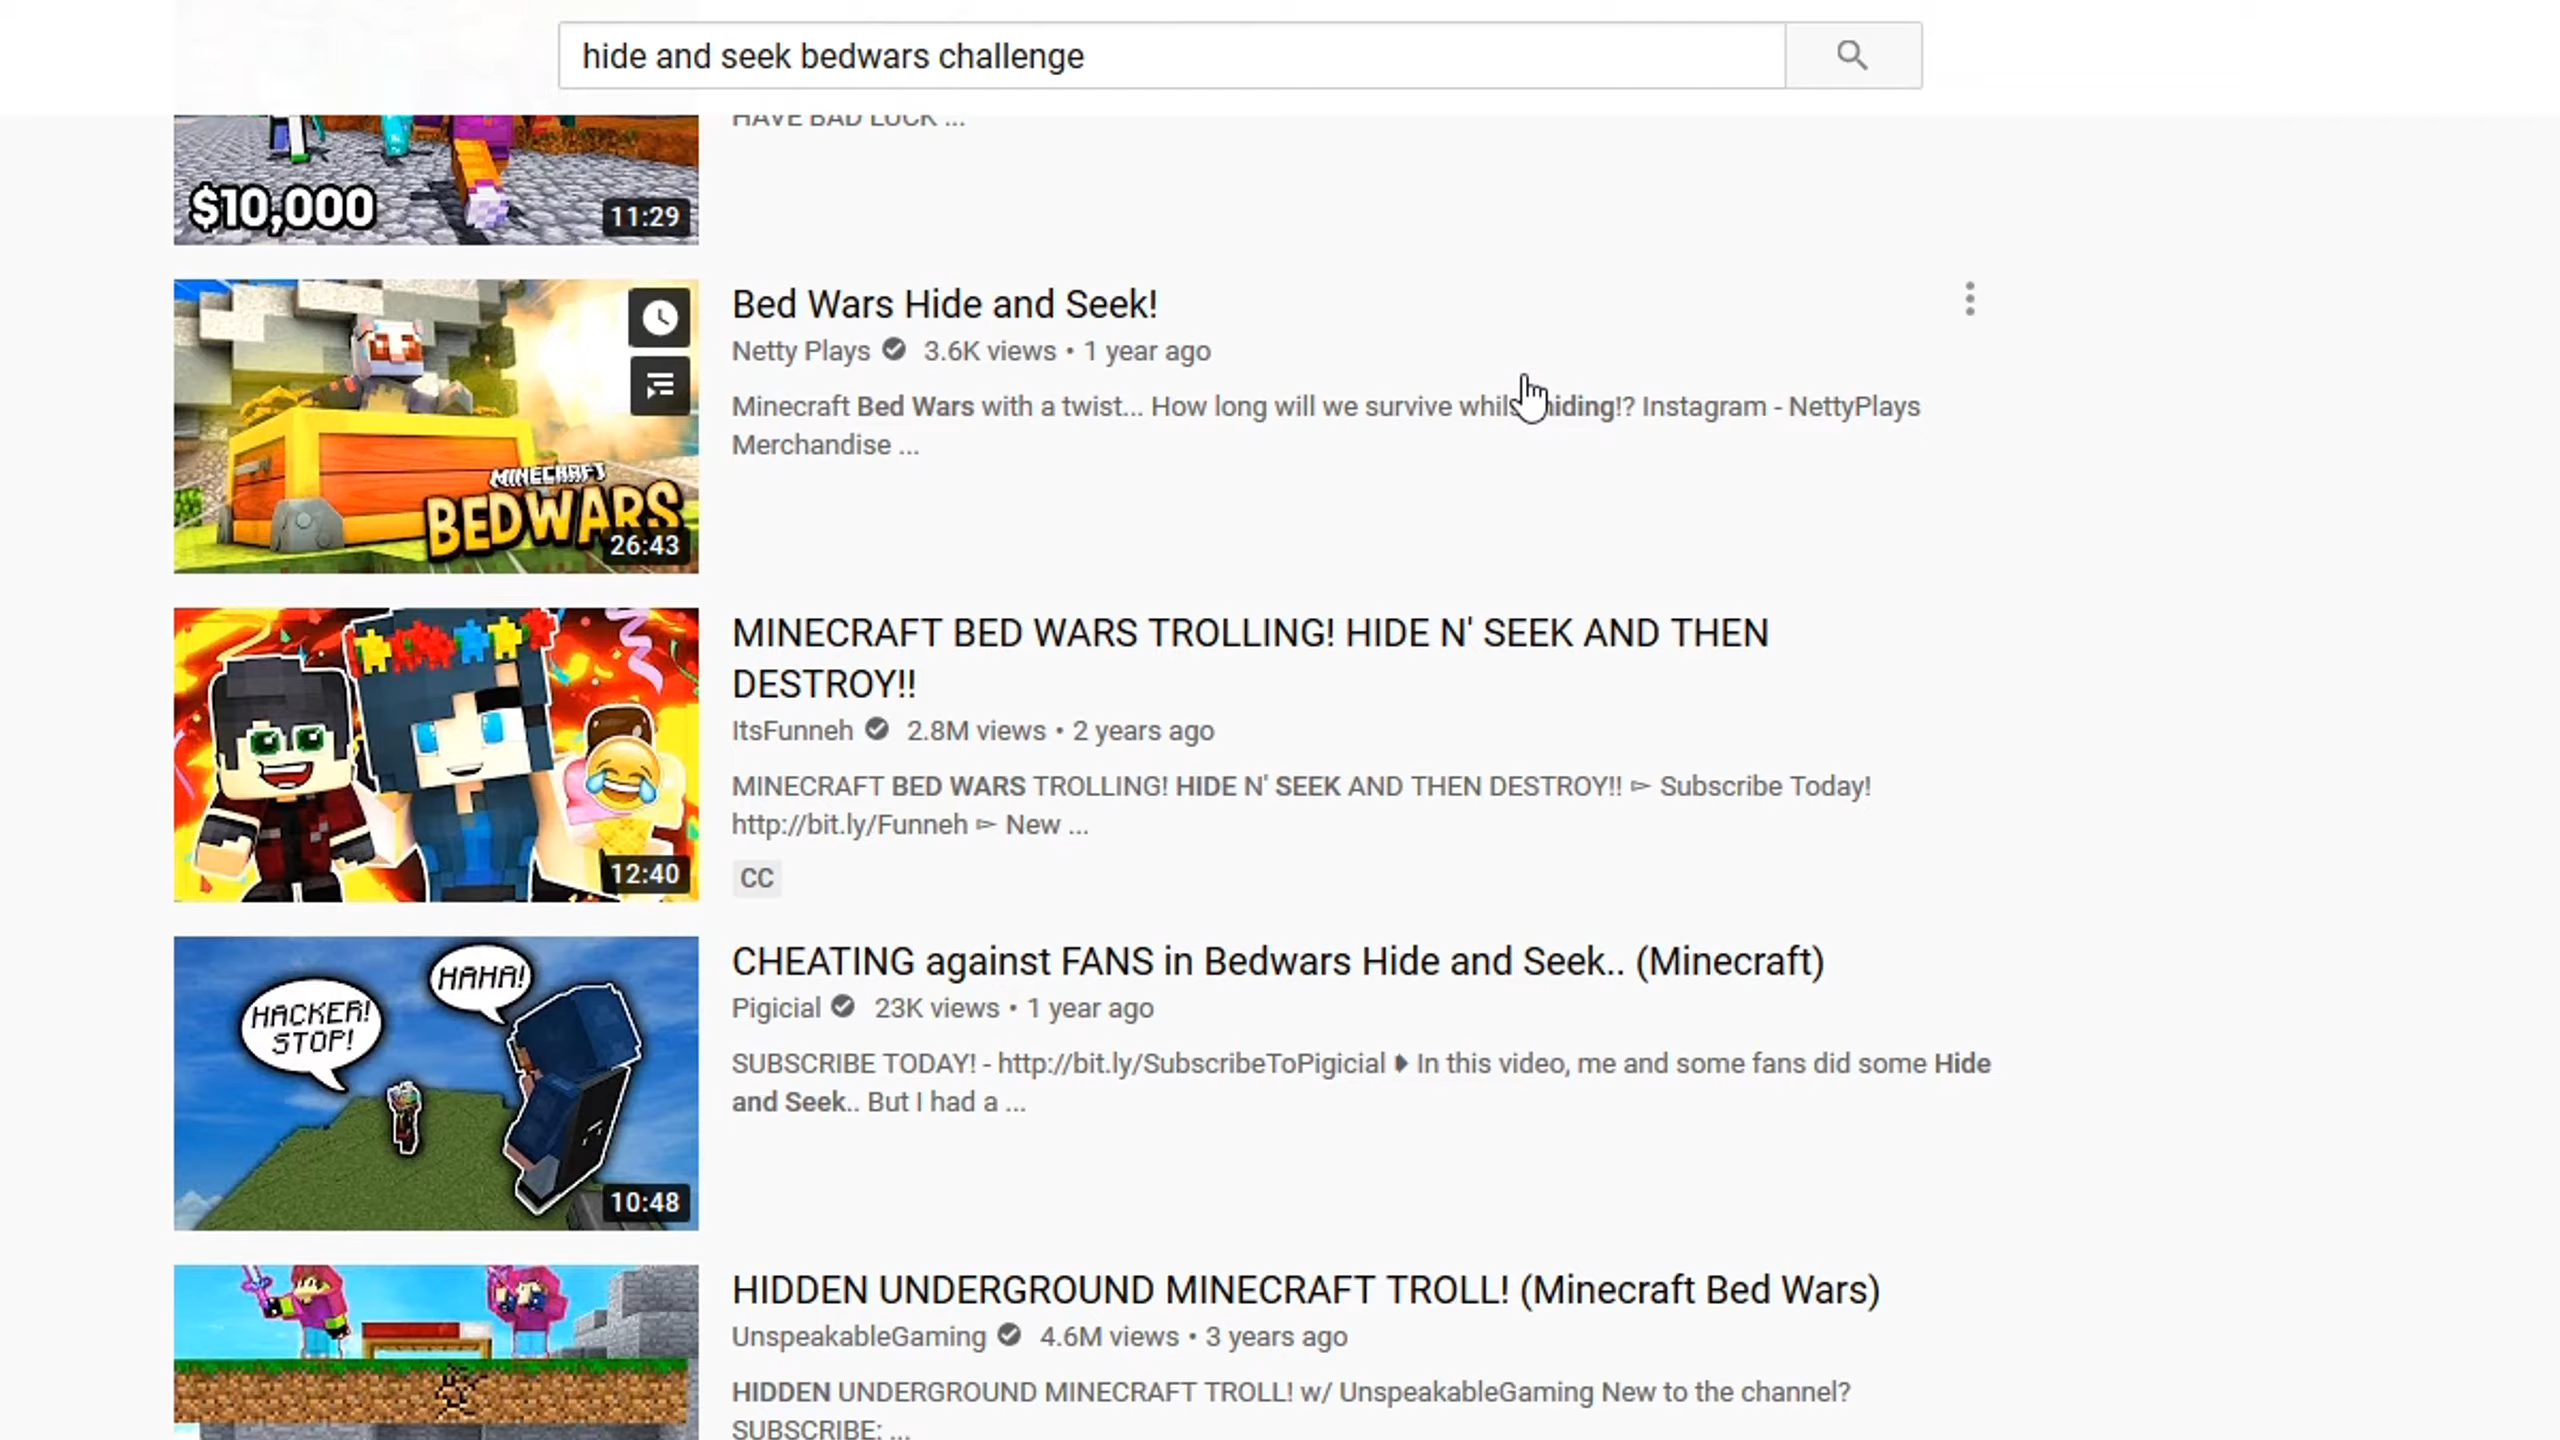 hide and seek bedwars challenge
HAVE BAD LUCK ...
$10,000
11:29
Bed Wars Hide and Seek!
Netty Plays 3.6K views • 1 year ago
Minecraft Bed Wars with a twist... How long will we survive whilst hiding!? Instagram - NettyPlays
Merchandise ...
MINECRAFT
BEDWARS
26:43
MINECRAFT BED WARS TROLLING! HIDE N' SEEK AND THEN
DESTROY!!
ItsFunneh 2.8M views • 2 years ago
MINECRAFT BED WARS TROLLING! HIDE N' SEEK AND THEN DESTROY!! ► Subscribe Today!
http://bit.ly/Funneh ► New ...
CC
12:40
CHEATING against FANS in Bedwars Hide and Seek.. (Minecraft)
Pigicial 23K views • 1 year ago
SUBSCRIBE TODAY! - http://bit.ly/SubscribeToPigicial ❥ In this video, me and some fans did some Hide
and Seek.. But I had a ...
HAHA!
HACKER!
STOP!
10:48
HIDDEN UNDERGROUND MINECRAFT TROLL! (Minecraft Bed Wars)
UnspeakableGaming 4.6M views • 3 years ago
HIDDEN UNDERGROUND MINECRAFT TROLL! w/ UnspeakableGaming New to the channel?
SUBSCRIBE: ...